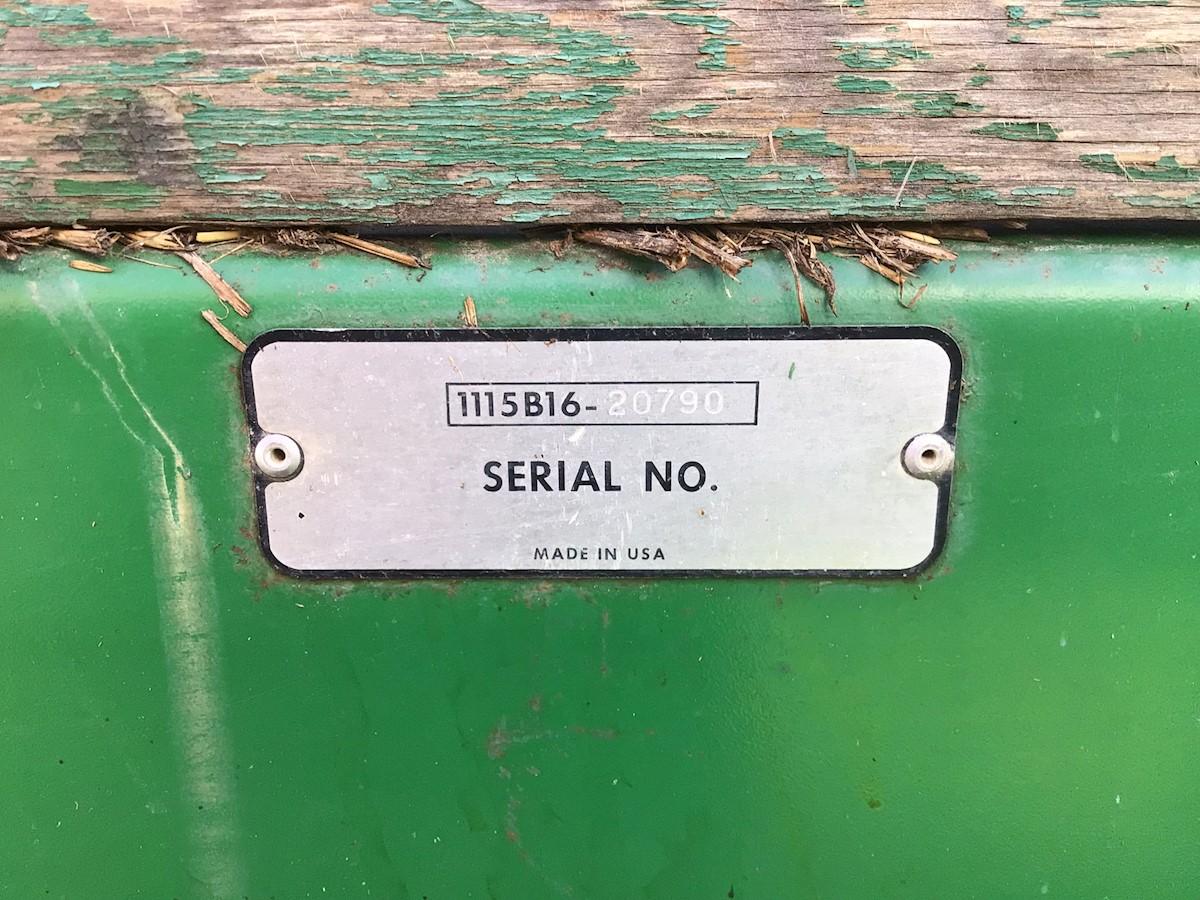 1115B16-20790
SERIAL NO.
MADE IN USA